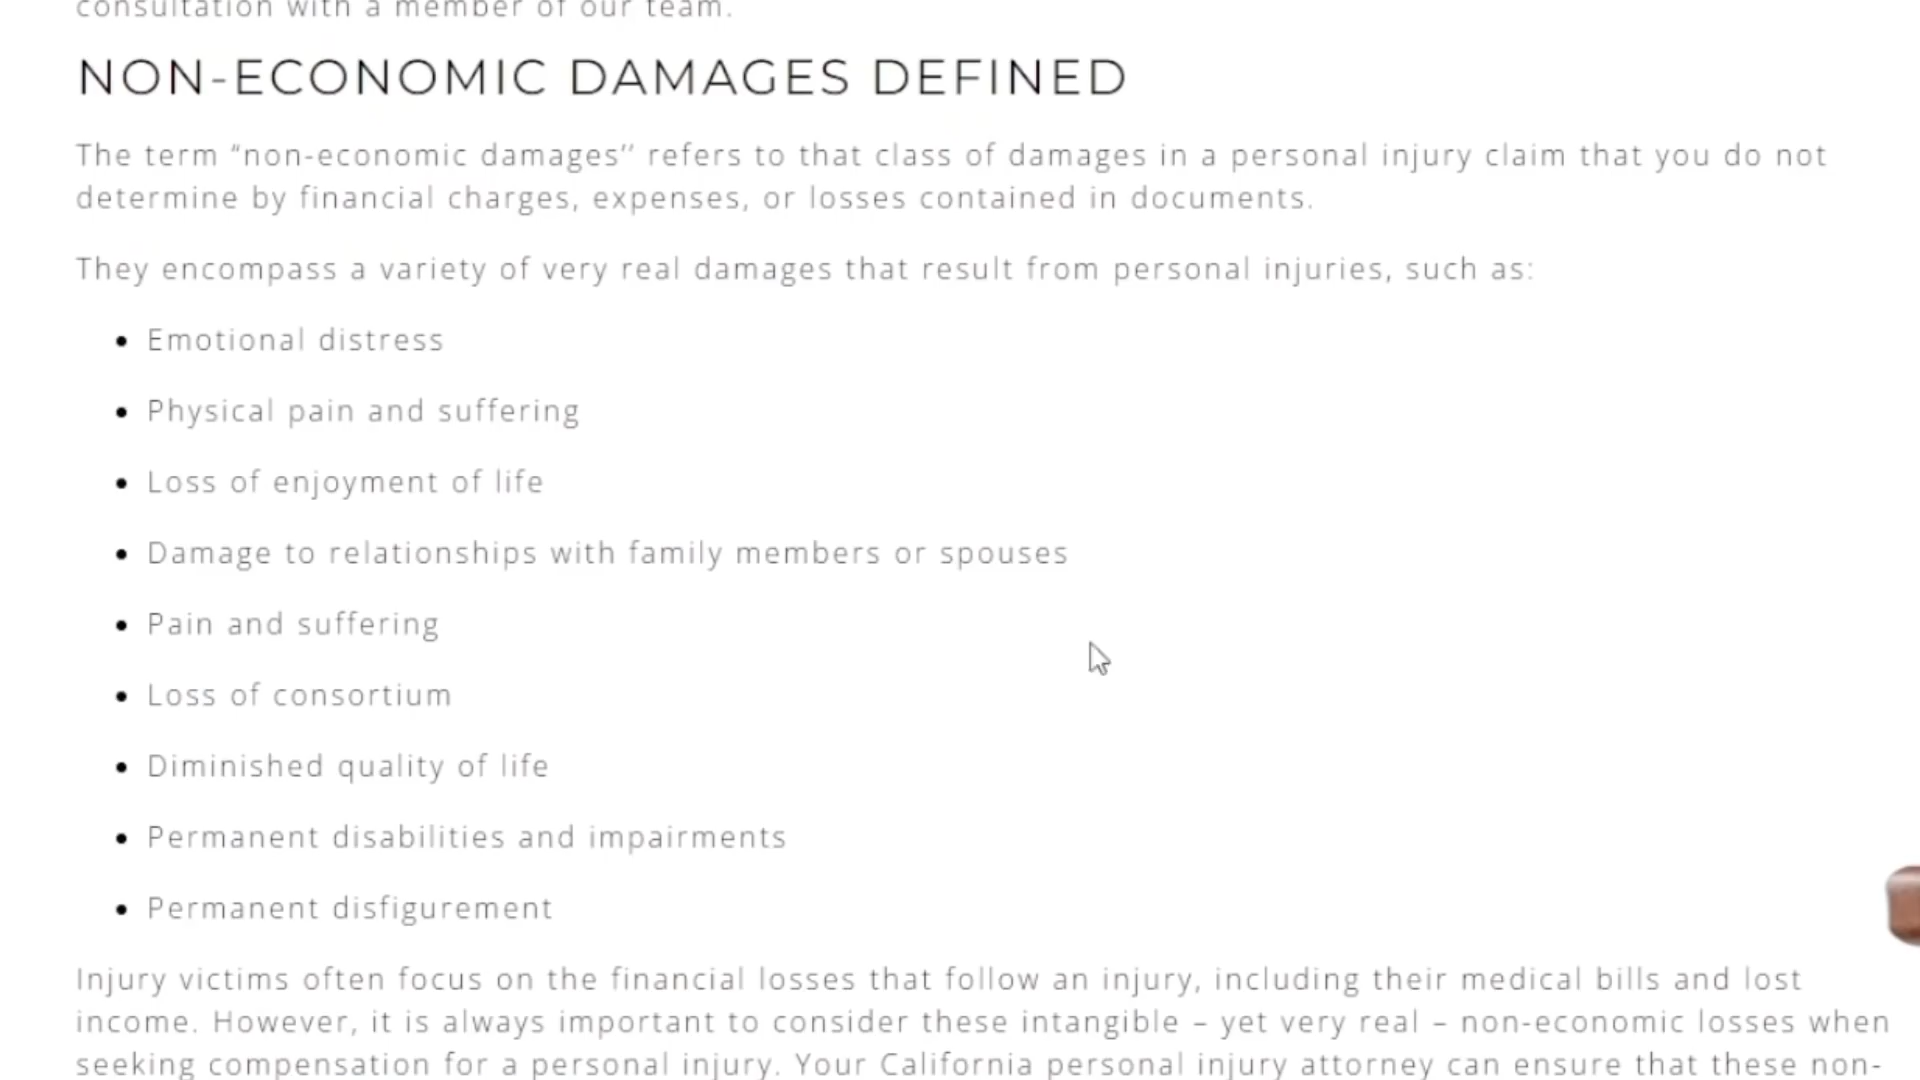 consultation with a member of our team.
NON-ECONOMIC DAMAGES DEFINED
The term “non-economic damages’’ refers to that class of damages in a personal injury claim that you do not
determine by financial charges, expenses, or losses contained in documents.
They encompass a variety of very real damages that result from personal injuries, such as:
• Emotional distress
• Physical pain and suffering
• Loss of enjoyment of life
• Damage to relationships with family members or spouses
• Pain and suffering
• Loss of consortium
• Diminished quality of life
• Permanent disabilities and impairments
• Permanent disfigurement
Injury victims often focus on the financial losses that follow an injury, including their medical bills and lost
income. However, it is always important to consider these intangible – yet very real – non-economic losses when
seeking compensation for a personal injury. Your California personal injury attorney can ensure that these non-